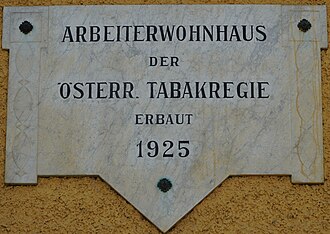 ARBEITERWOHNHAUS
DER
ÖSTERR. TABAKREGIE
ERBAUT
1925